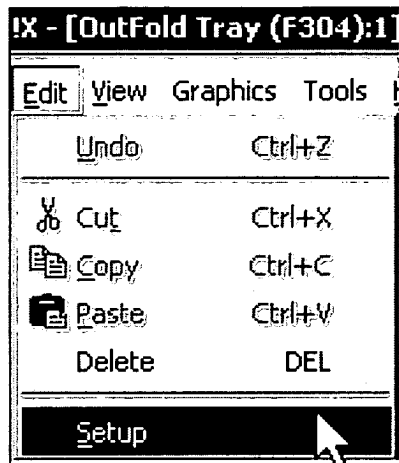 !X - [OutFold Tray (F304):1]
Edit View Graphics Tools
Undo Ctrl+Z
Cut Ctrl+X
Copy Ctrl+C
Paste Ctrl+V
Delete DEL
Setup